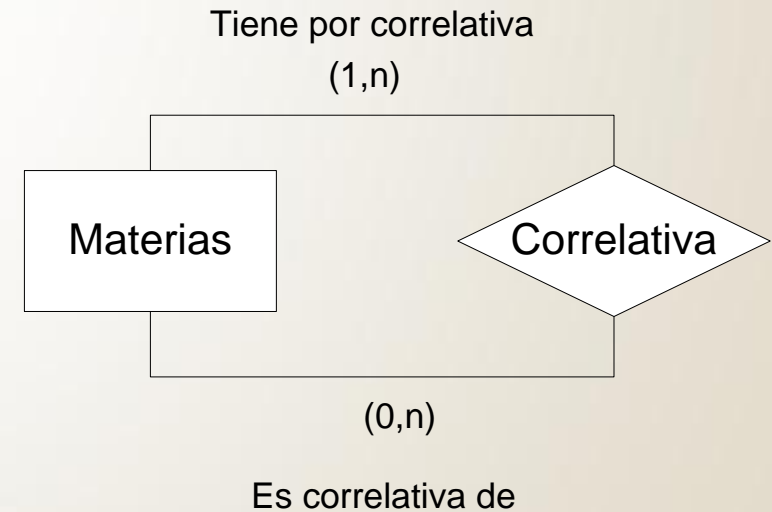 Tiene por correlativa
(1,n)
Materias
Correlativa
(0,n)
Es correlativa de